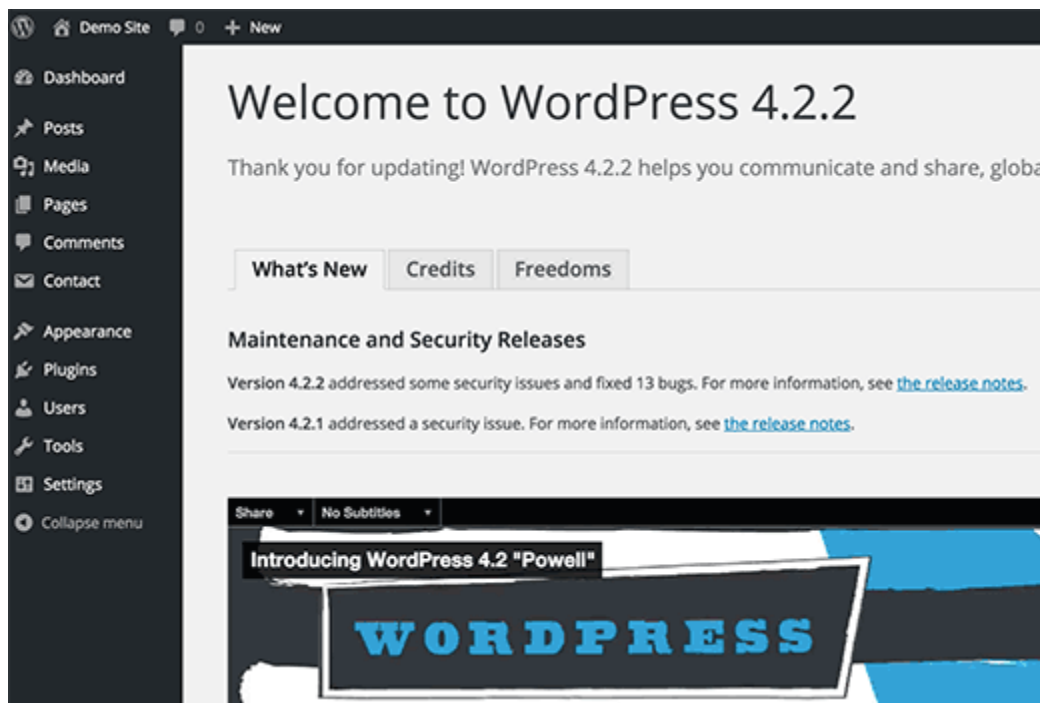 Demo Site 0 + New
Dashboard
Posts
Media
Pages
Comments
Contact
Appearance
Plugins
Users
Tools
Settings
Collapse menu
Welcome to WordPress 4.2.2
Thank you for updating! WordPress 4.2.2 helps you communicate and share, globa
What's New Credits Freedoms
Maintenance and Security Releases
Version 4.2.2 addressed some security issues and fixed 13 bugs. For more information, see the release notes.
Version 4.2.1 addressed a security issue. For more information, see the release notes.
Share No Subtitles
Introducing WordPress 4.2 "Powell"
WORDPRESS